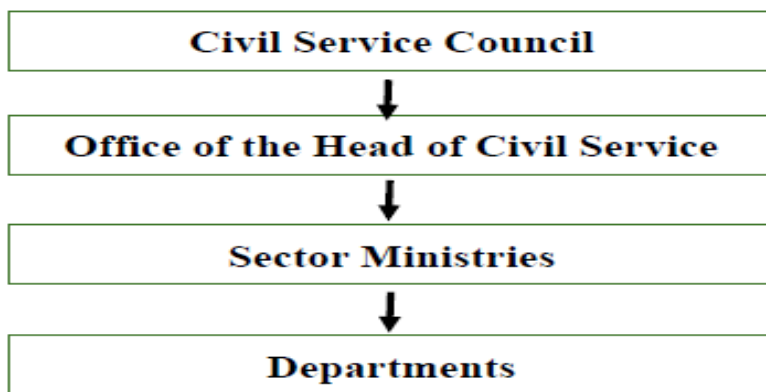 Civil Service Council
Office of the Head of Civil Service
Sector Ministries
Departments